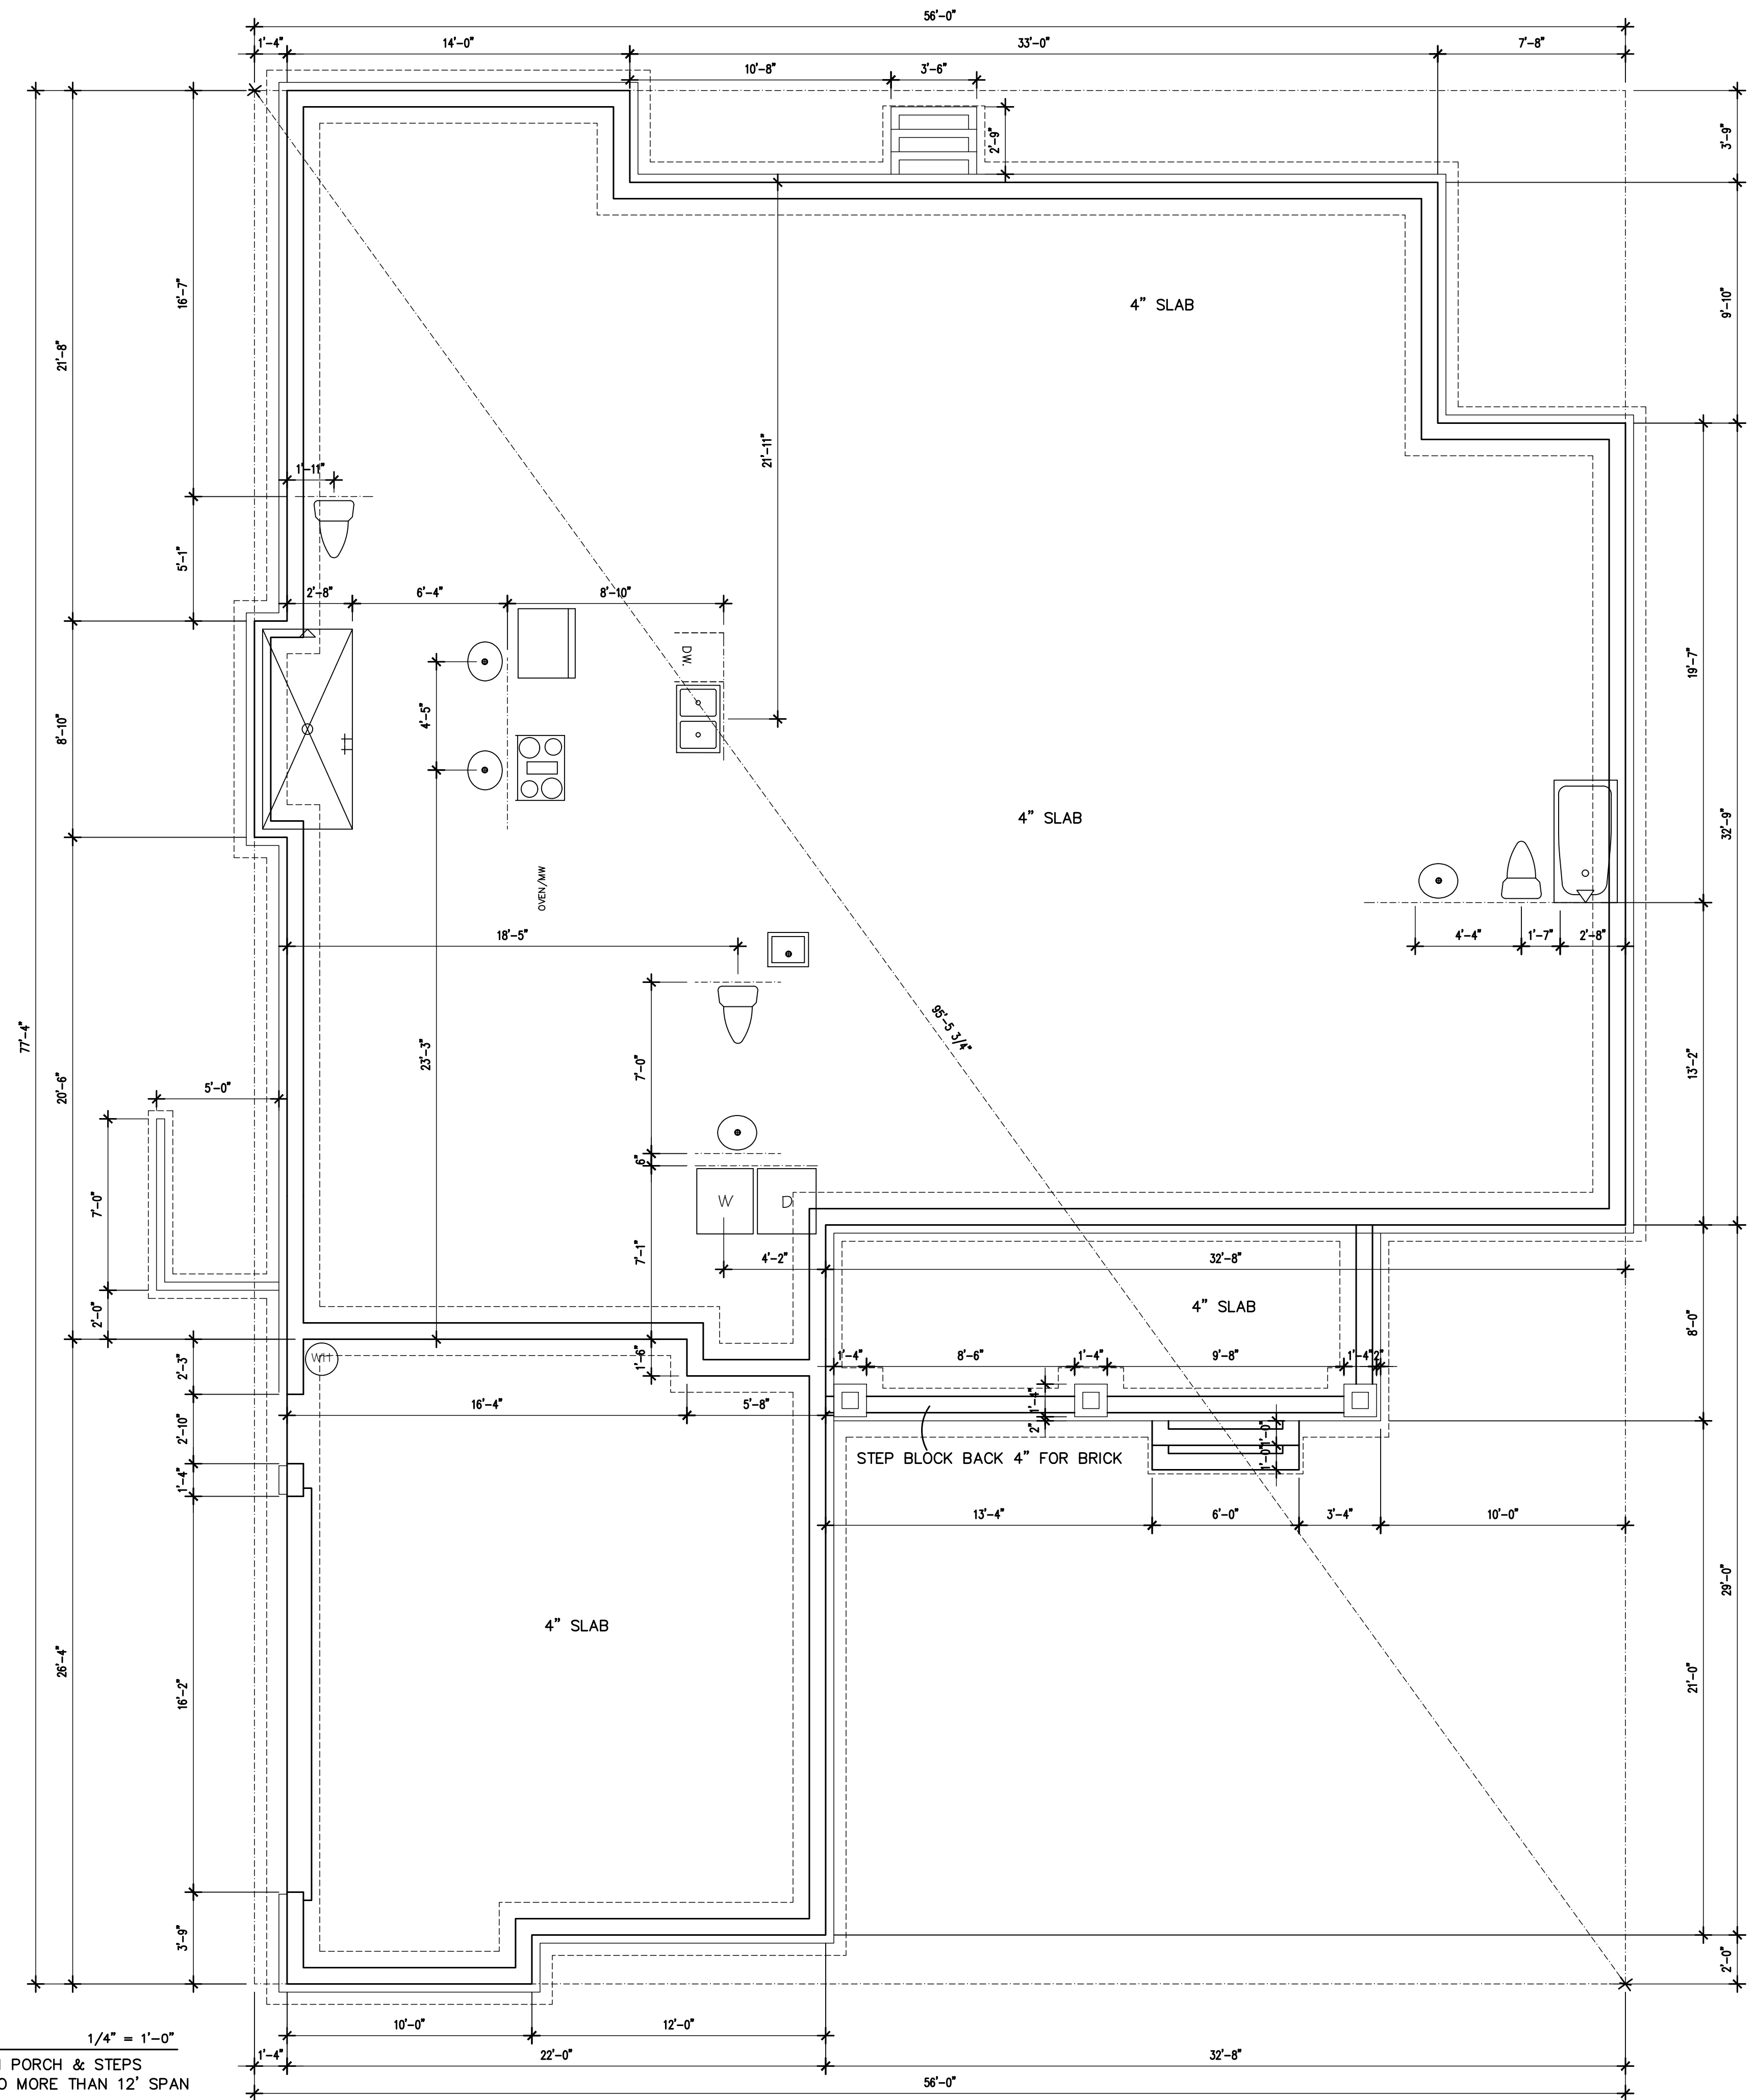 56'-0"
1'-4" 14'-0" 33'-0" 7'-8"
10'-8" 3'-6"
2'-9"
3'-9"
16'-7"
21'-8"
4" SLAB
9'-10"
21'-11"
1'-11"
5'-1"
2'-8" 6'-4" 8'-10"
DW.
4'-5"
8'-10"
19'-7"
4" SLAB
32'-9"
OVEN/MW
18'-5"
4'-4" 1'-7" 2'-8"
77'-4"
23'-3"
95'-5 3/4"
7'-0"
20'-6"
13'-2"
5'-0"
6"
7'-0"
W D
7'-1"
4'-2" 32'-8"
2'-0"
4" SLAB
8'-0"
WH
2'-3"
1'-6"
1'-4" 8'-6" 1'-4" 9'-8" 1'-4" 2"
1'-4"
2"
16'-4" 5'-8"
2'-10"
1'-0"
1'-0"
STEP BLOCK BACK 4" FOR BRICK
1'-4"
13'-4" 6'-0" 3'-4" 10'-0"
29'-0"
4" SLAB
26'-4"
16'-2"
21'-0"
3'-9"
2'-0"
10'-0" 12'-0"
1/4" = 1'-0"
1'-4" 22'-0" 32'-8"
PORCH & STEPS
MORE THAN 12' SPAN
56'-0"